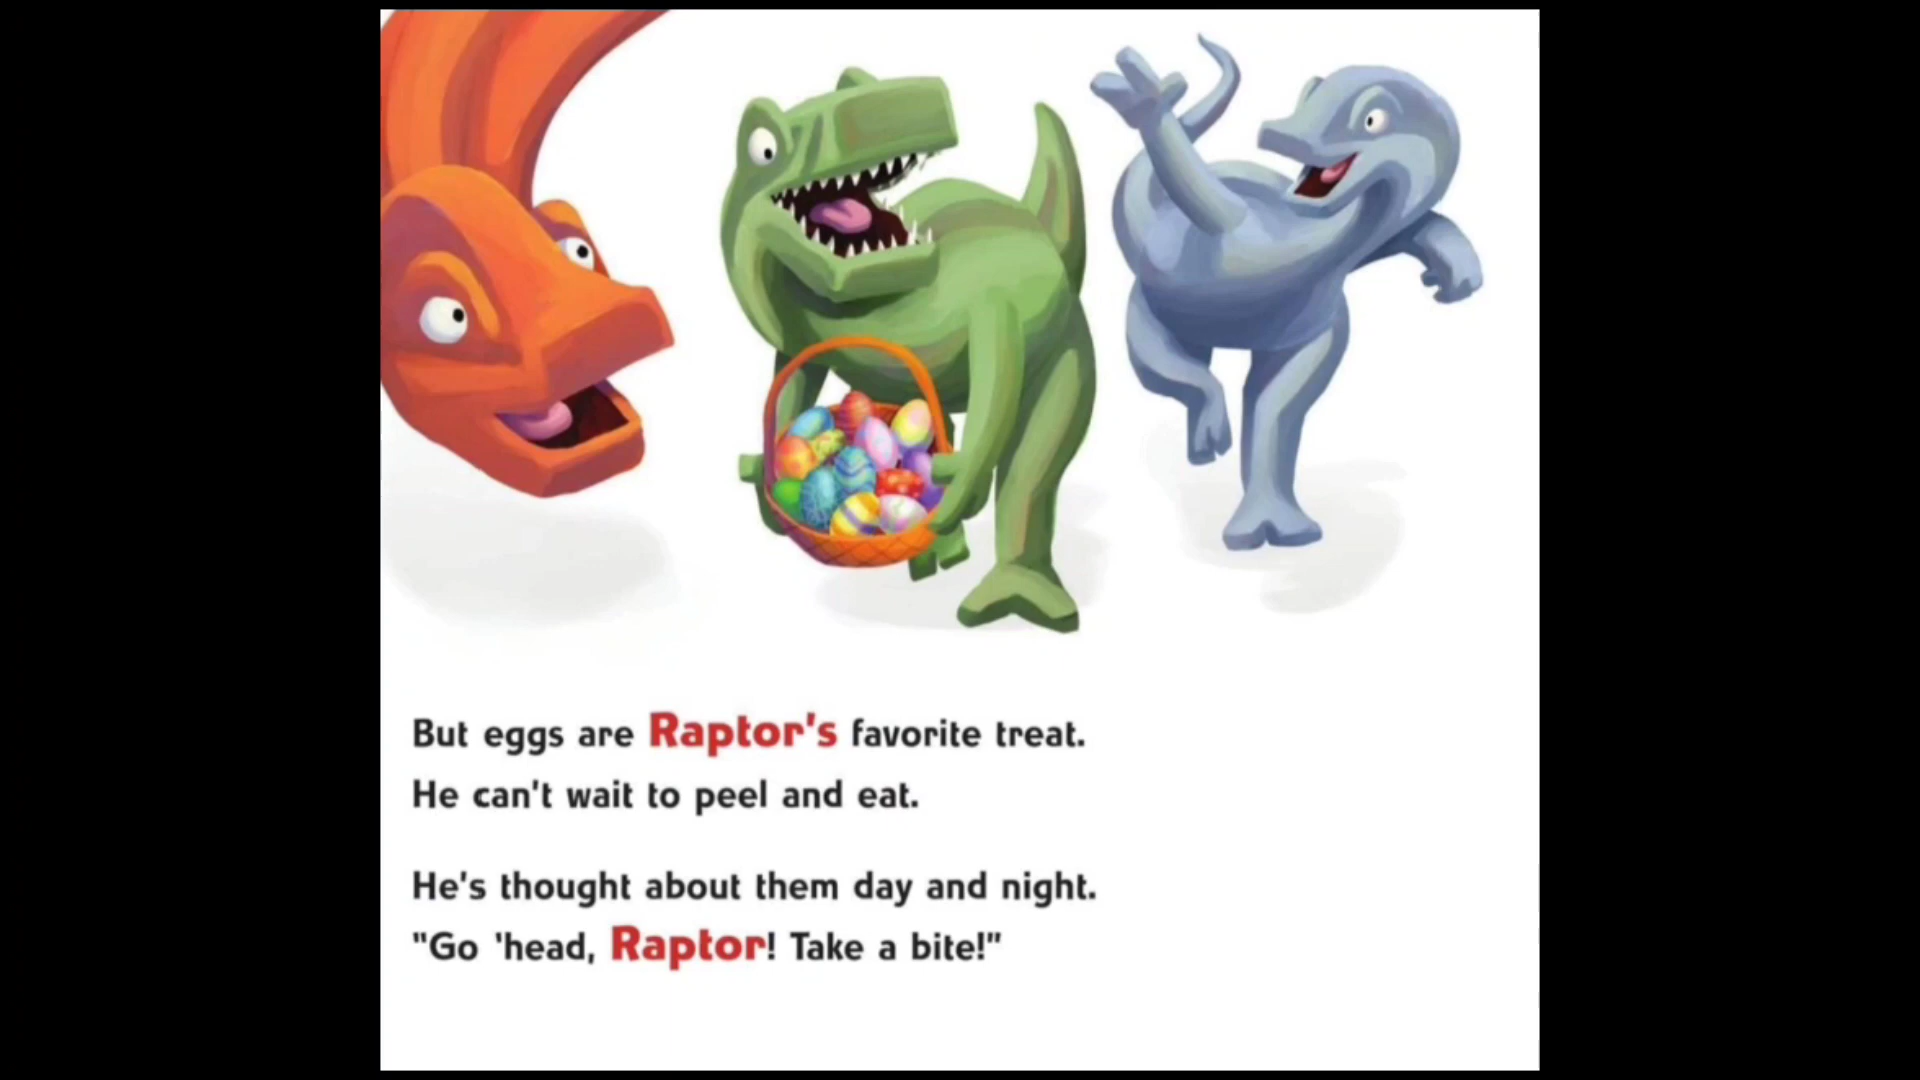 But eggs are Raptor's favorite treat.
He can't wait to peel and eat.
He's thought about them day and night.
"Go 'head, Raptor! Take a bite!"